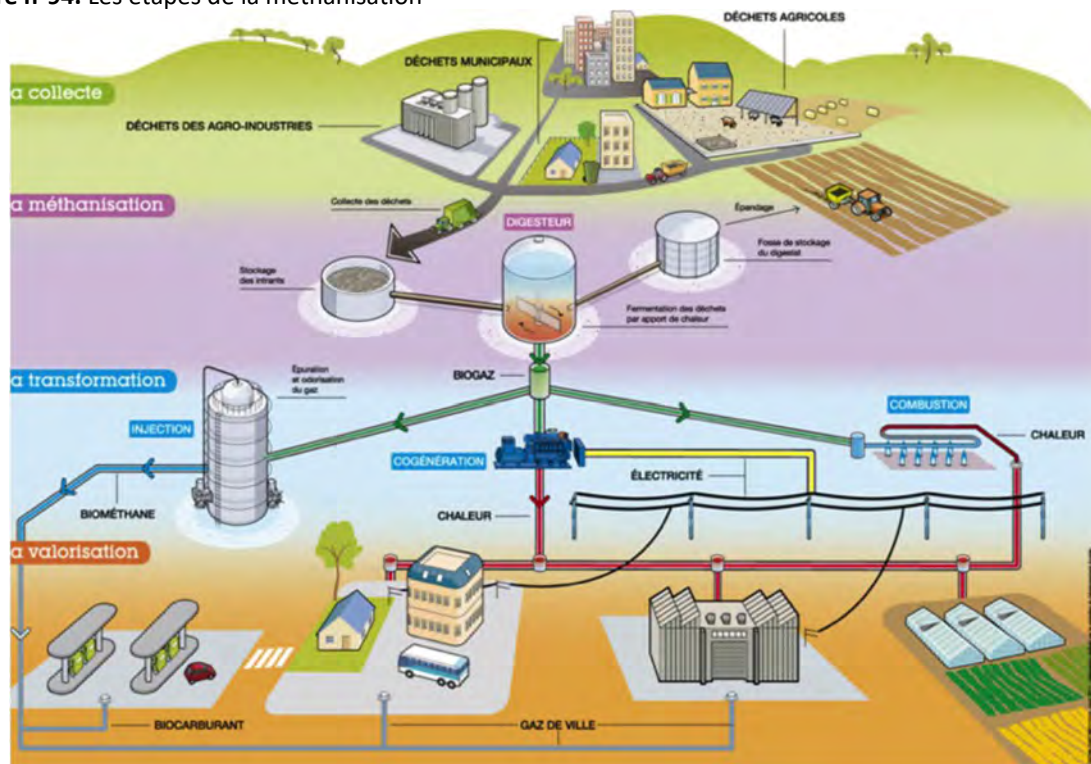 re n°94. Les étapes de la méthanisation
DÉCHETS AGRICOLES
DÉCHETS MUNICIPAUX
a collecte
DÉCHETS DES AGRO-INDUSTRIES
a méthanisation
Collecte des déchets
DIGESTEUR
Épandage
Fosse de stockage
du digestat
Stockage
des intrants
Fermentation des déchets
par apport de chaleur
a transformation
Épuration
et odorisation
du gaz
BIOGAZ
COMBUSTION
INJECTION
CHALEUR
COGÉNÉRATION
ÉLECTRICITÉ
BIOMÉTHANE
CHALEUR
a valorisation
BIOCARBURANT
GAZ DE VILLE